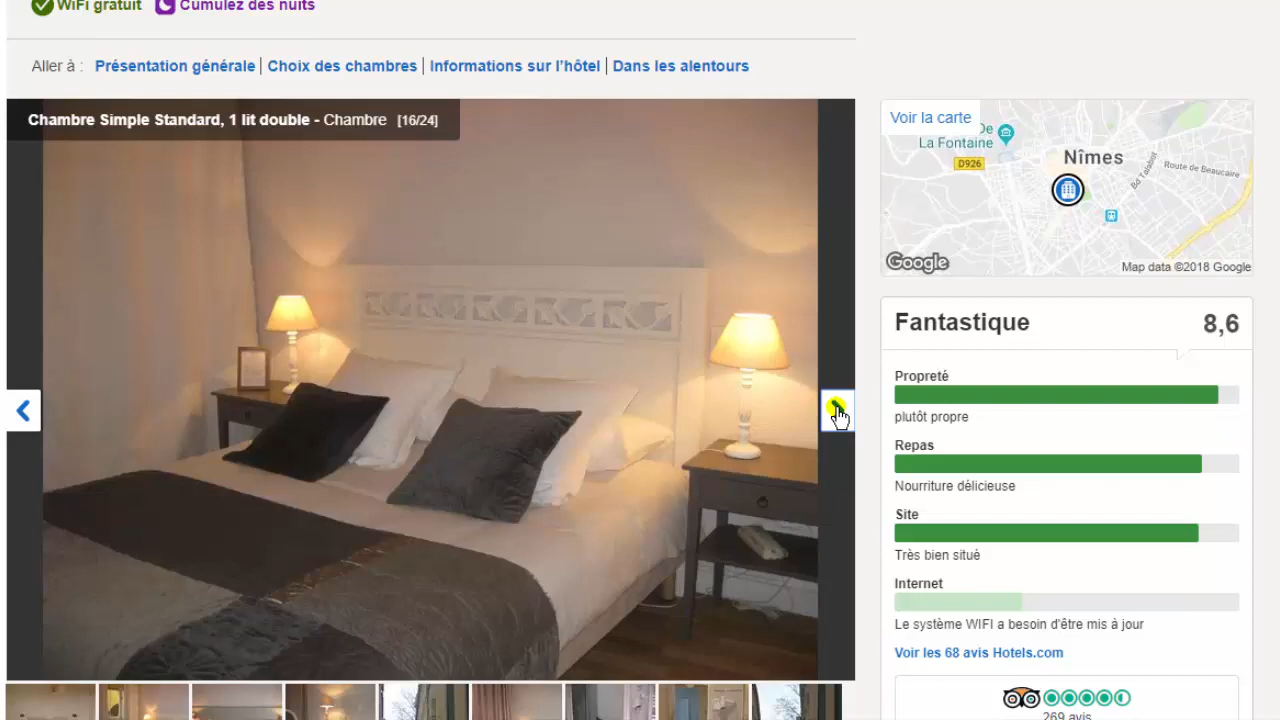 WiFi gratuit Cumulez des nuits
Aller à : Présentation générale | Choix des chambres | Informations sur l'hôtel | Dans les alentours
Chambre Simple Standard, 1 lit double - Chambre [16/24]
Voir la carte
De
La Fontaine
Nîmes
D926
Bd Talabot
Route de Beaucaire
Google
Map data ©2018 Google
Fantastique 8,6
Propreté
plutôt propre
Repas
Nourriture délicieuse
Site
Très bien situé
Internet
Le système WIFI a besoin d'être mis à jour
Voir les 68 avis Hotels.com
269 avis